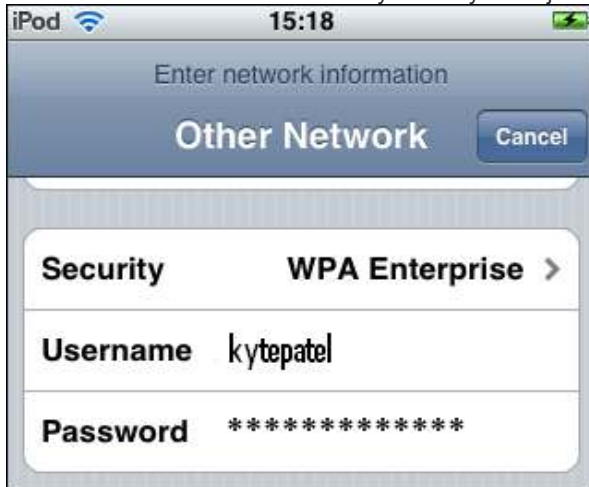 iPod 15:18
Enter network information
Other Network Cancel
Security WPA Enterprise >
Username kytepatel
Password *************